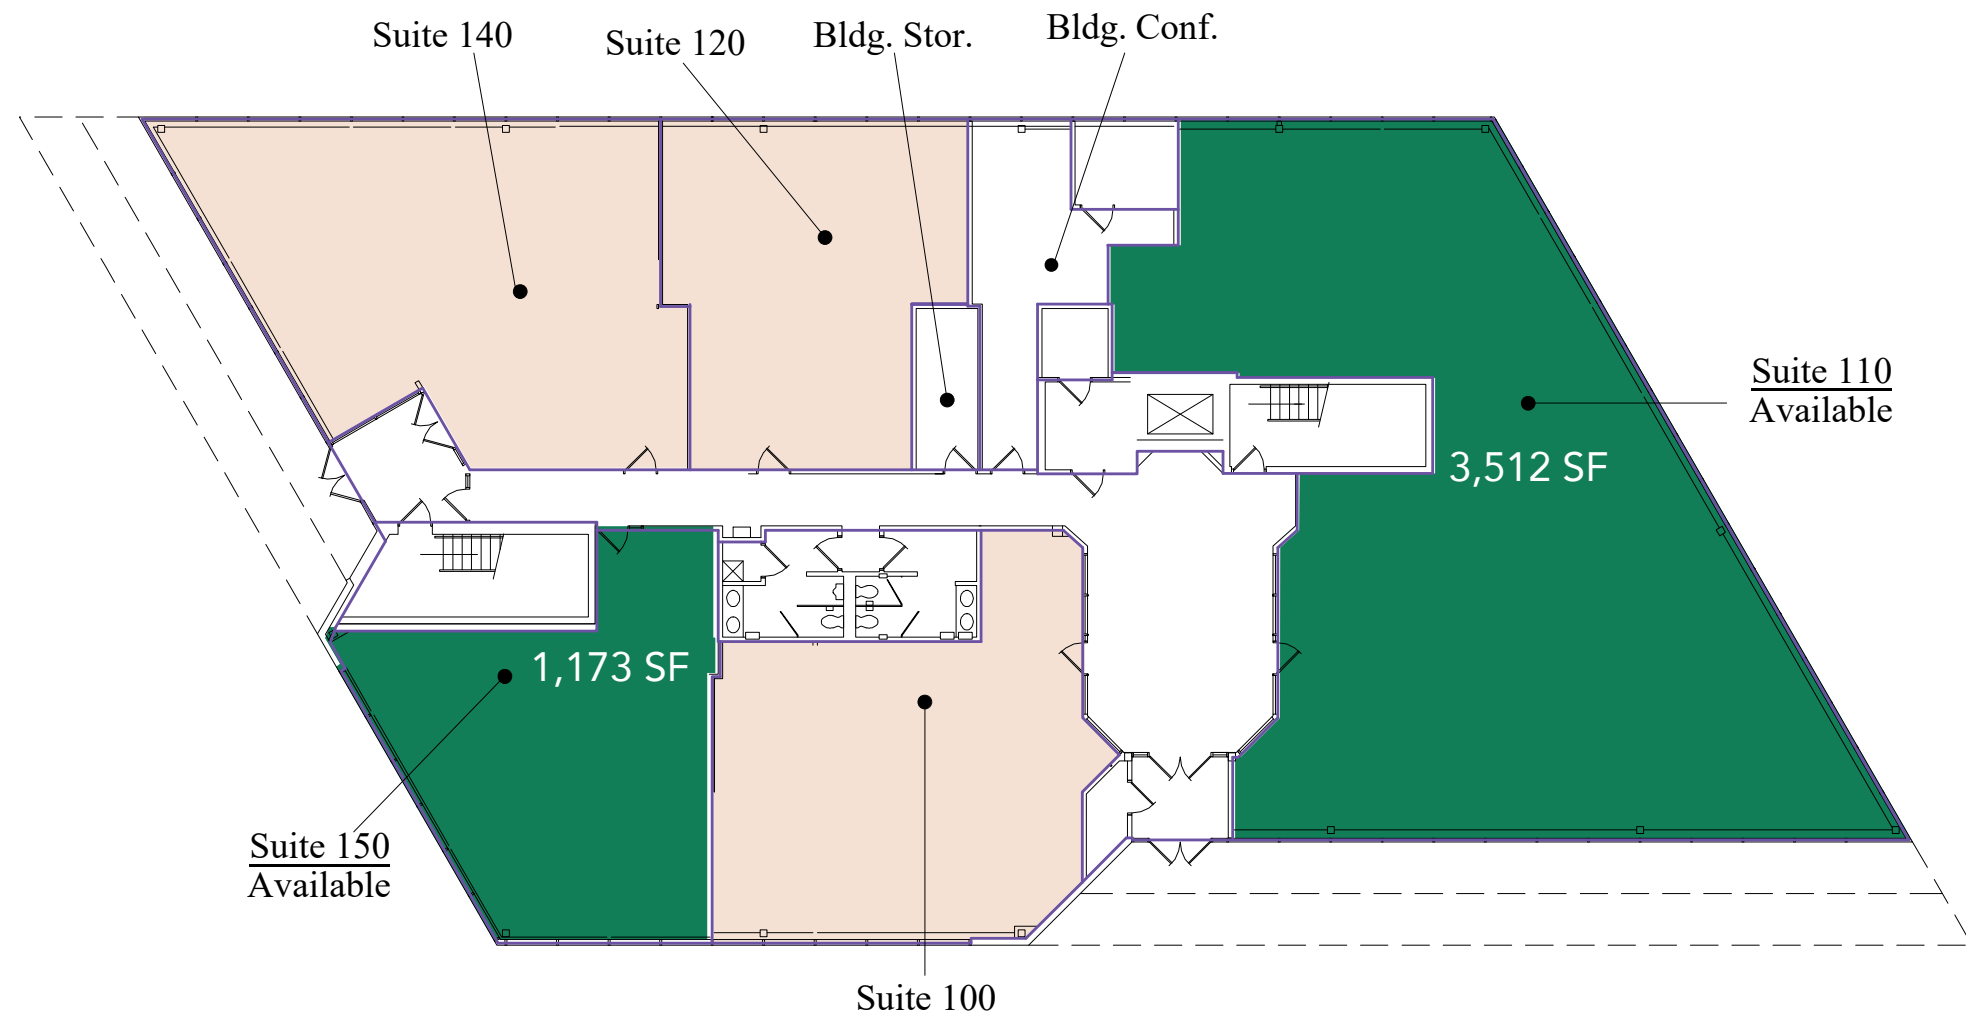 Suite 140
Suite 120
Bldg. Stor.
Bldg. Conf.
Suite 110
Available
3,512 SF
1,173 SF
Suite 150
Available
Suite 100